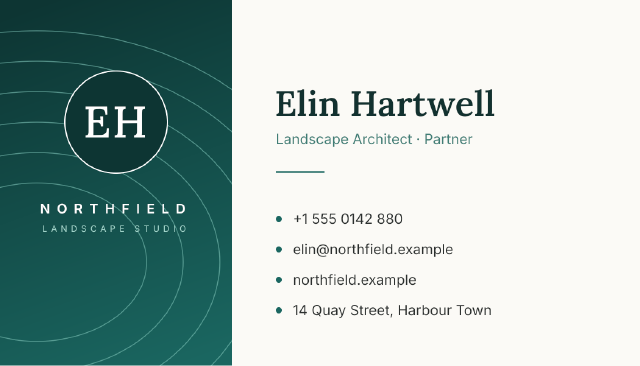 EH
NORTHFIELD
LANDSCAPE STUDIO
Elin Hartwell
Landscape Architect · Partner
+1 555 0142 880
elin@northfield.example
northfield.example
14 Quay Street, Harbour Town